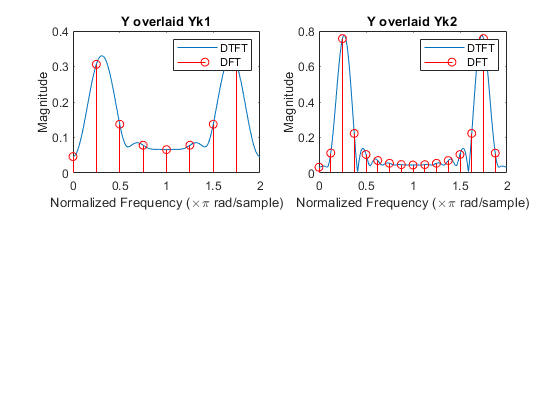 Y overlaid Yk1
0.4
0.3
0.2
0.1
0
Magnitude
DTFT
DFT
0 0.5 1 1.5 2
Normalized Frequency (×π rad/sample)
Y overlaid Yk2
0.8
0.6
0.4
0.2
0
Magnitude
DTFT
DFT
0 0.5 1 1.5 2
Normalized Frequency (×π rad/sample)